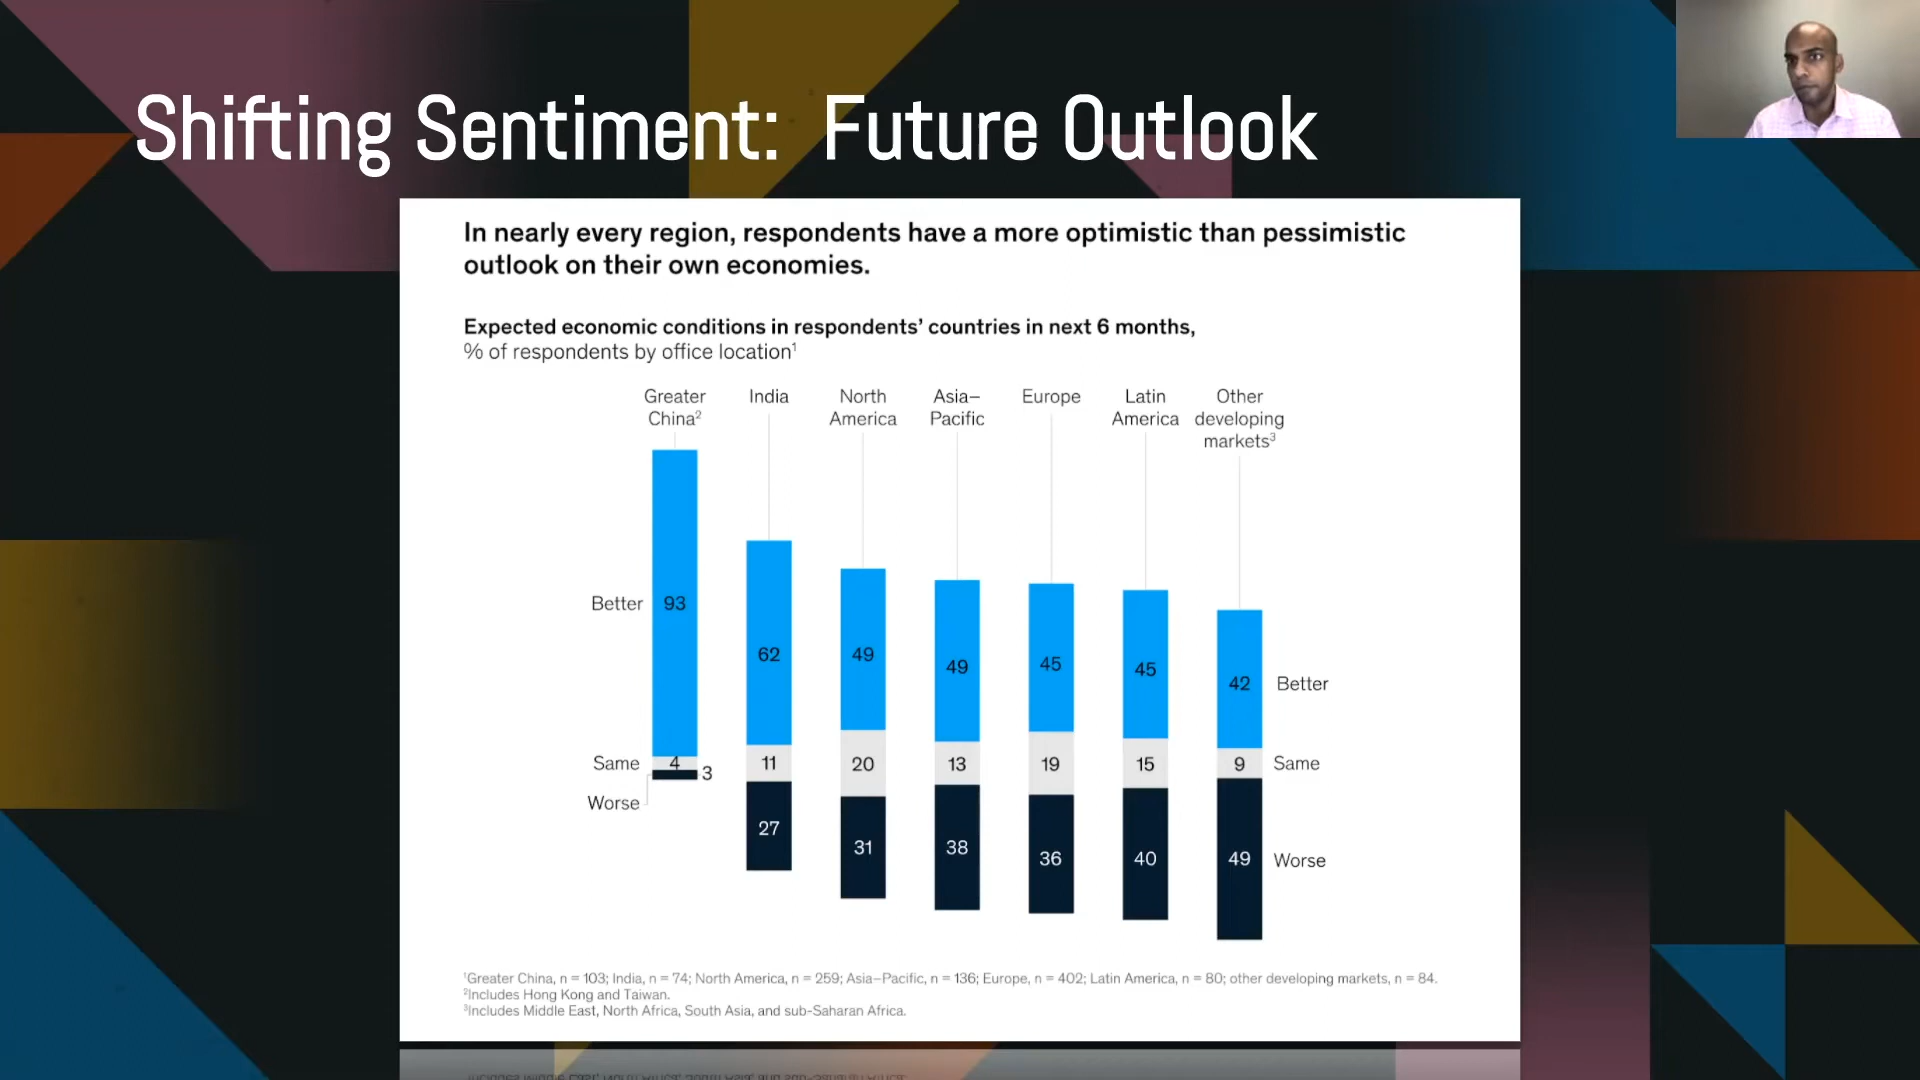 Shifting Sentiment: Future Outlook
In nearly every region, respondents have a more optimistic than pessimistic
outlook on their own economies.
Expected economic conditions in respondents’ countries in next 6 months,
% of respondents by office location¹
Greater China² India North America Asia–Pacific Europe Latin America Other developing markets³
Better 93 62 49 49 45 45 42 Better
Same 4 11 20 13 19 15 9 Same
Worse 3 27 31 38 36 40 49 Worse
¹Greater China, n = 103; India, n = 74; North America, n = 259; Asia–Pacific, n = 136; Europe, n = 402; Latin America, n = 80; other developing markets, n = 84.
²Includes Hong Kong and Taiwan.
³Includes Middle East, North Africa, South Asia, and sub-Saharan Africa.